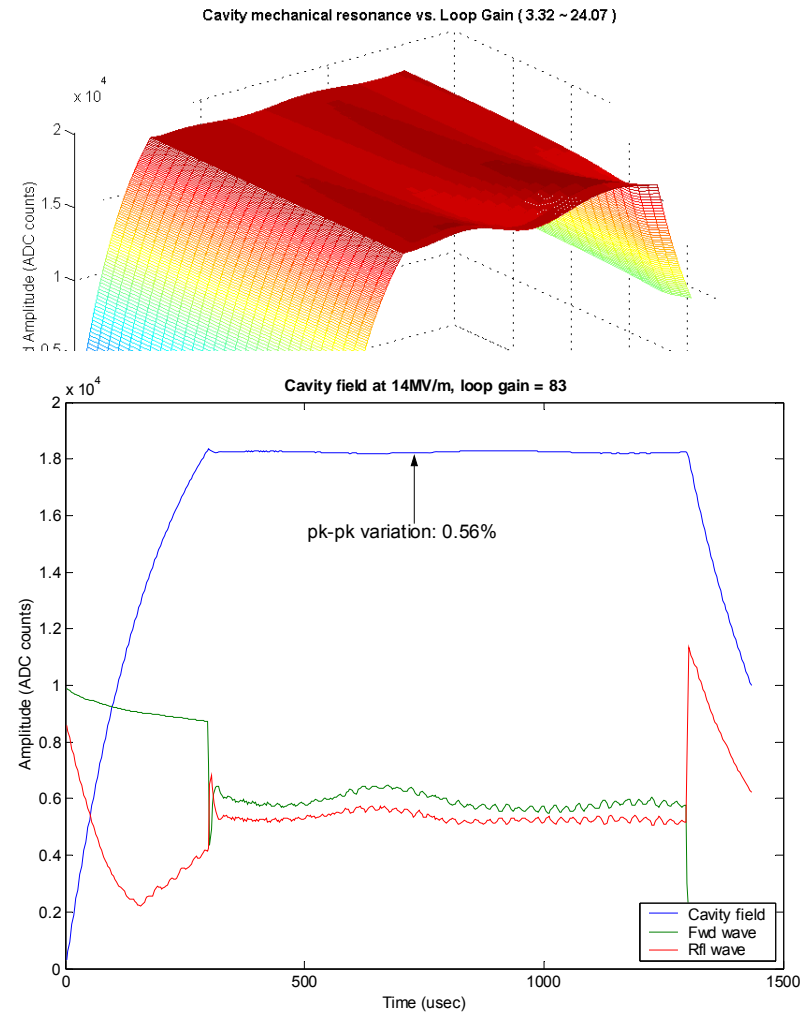 Cavity mechanical resonance vs. Loop Gain ( 3.32 ~ 24.07 )
x 10 4
2
1.5
1
0.5
Amplitude (ADC counts)
Cavity field at 14MV/m, loop gain = 83
x 10 4
2
1.8
1.6
1.4
1.2
1
0.8
0.6
0.4
0.2
0
Amplitude (ADC counts)
pk-pk variation: 0.56%
Cavity field
Fwd wave
Rfl wave
0 500 1000 1500
Time (usec)